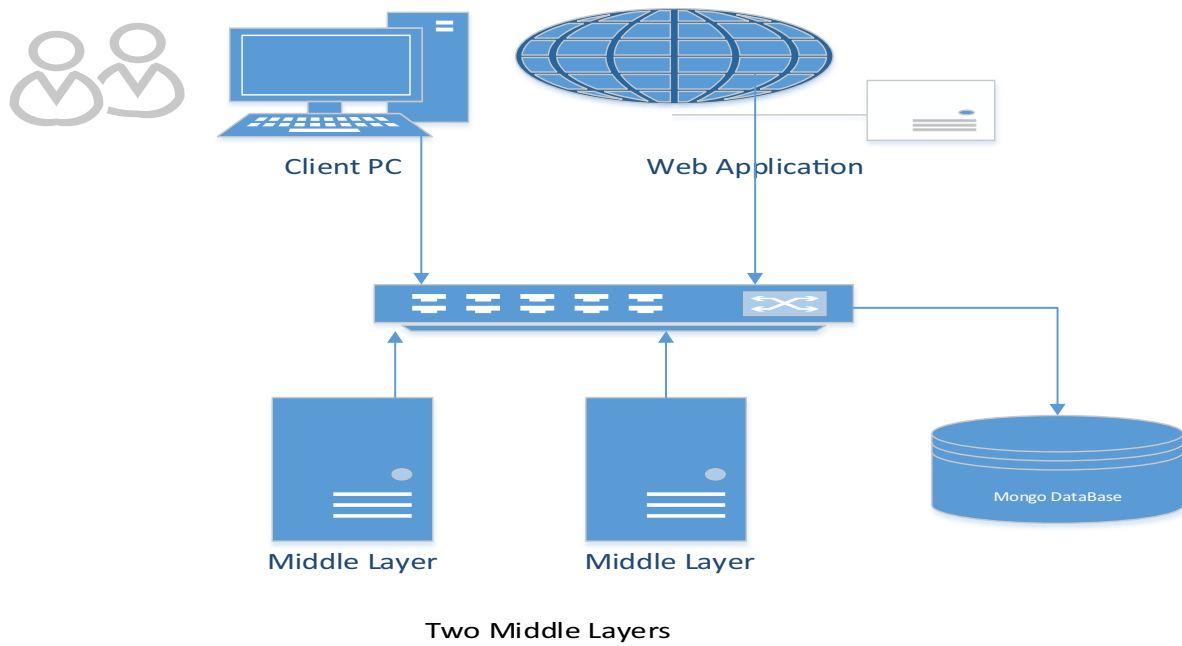 Client PC
Web Application
Mongo DataBase
Middle Layer
Middle Layer
Two Middle Layers